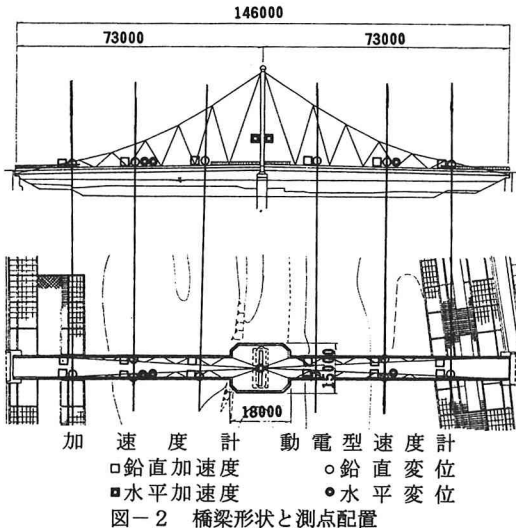 146000
73000 73000
15000
18000
加速度計 動電型速度計
□鉛直加速度 ○鉛直変位
◘水平加速度 ◉水平変位
図-2 橋梁形状と測点配置